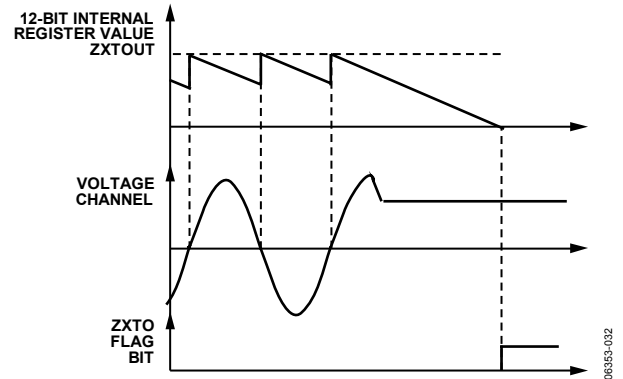 12-BIT INTERNAL
REGISTER VALUE
ZXTOUT
VOLTAGE
CHANNEL
ZXTO
FLAG
BIT
06353-032